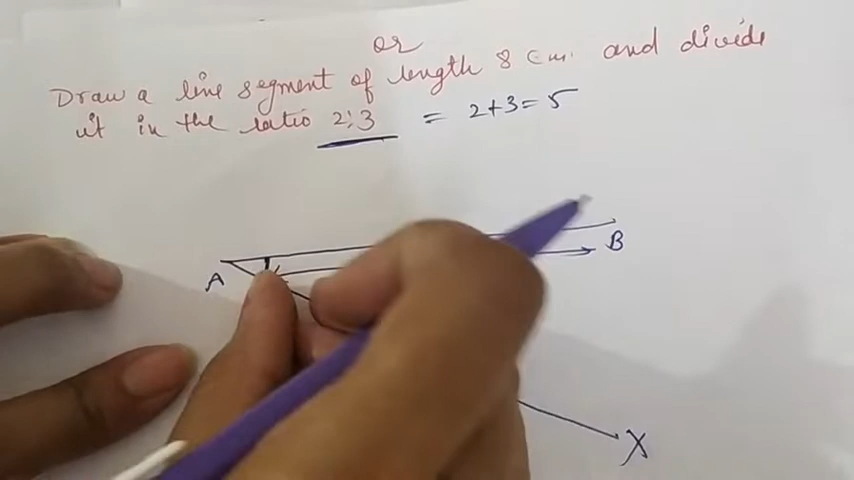 or
Draw a line segment of length 8 cm. and divide
it in the ratio 2:3 = 2+3=5
A B
X